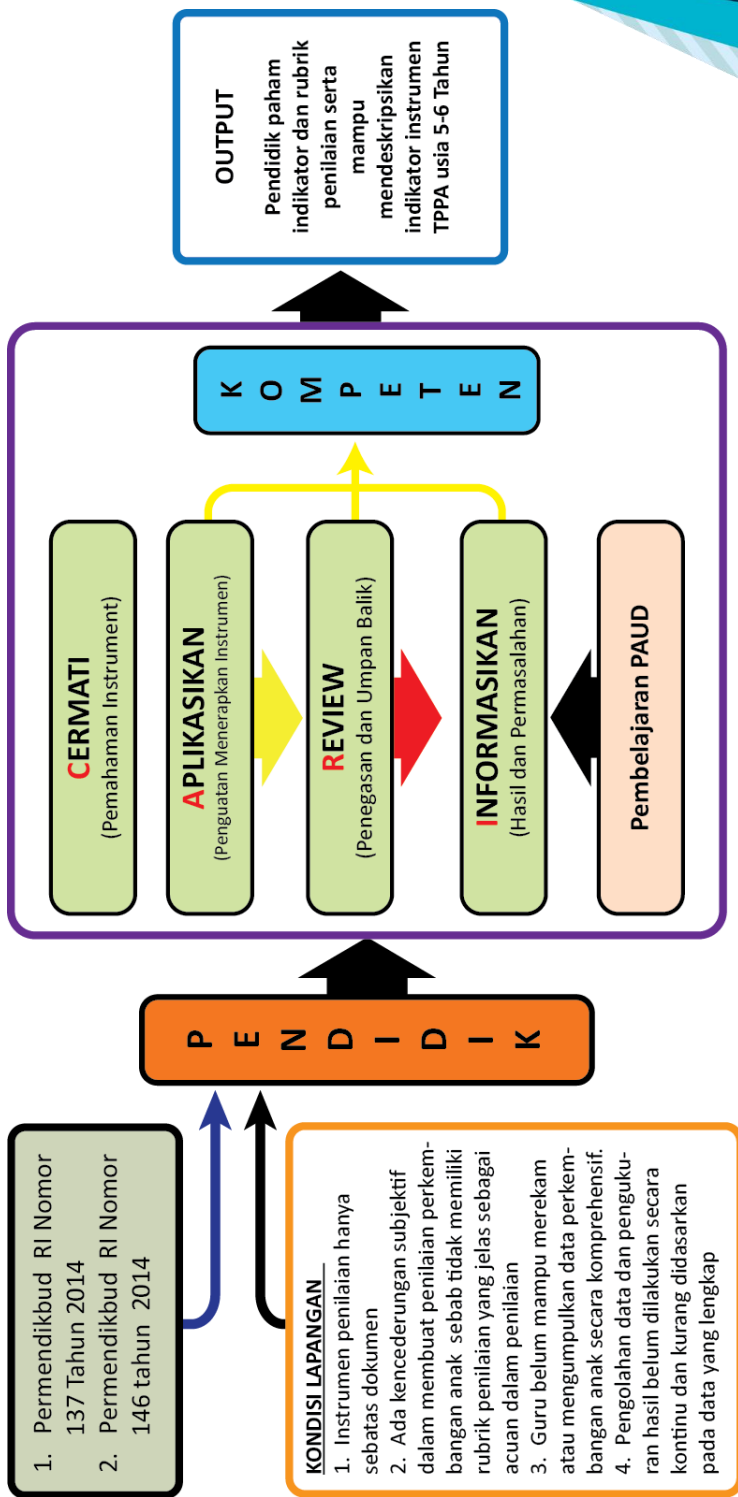 1. Permendikbud RI Nomor
137 Tahun 2014
2. Permendikbud RI Nomor
146 tahun 2014
KONDISI LAPANGAN
1. Instrumen penilaian hanya
sebatas dokumen
2. Ada kencederungan subjektif
dalam membuat penilaian perkem-
bangan anak sebab tidak memiliki
rubrik penilaian yang jelas sebagai
acuan dalam penilaian
3. Guru belum mampu merekam
atau mengumpulkan data perkem-
bangan anak secara komprehensif.
4. Pengolahan data dan penguku-
ran hasil belum dilakukan secara
kontinu dan kurang didasarkan
pada data yang lengkap
P E N D I D I K
CERMATI
(Pemahaman Instrument)
APLIKASIKAN
(Penguatan Menerapkan Instrumen)
REVIEW
(Penegasan dan Umpan Balik)
INFORMASIKAN
(Hasil dan Permasalahan)
Pembelajaran PAUD
K O M P E T E N
OUTPUT
Pendidik paham
indikator dan rubrik
penilaian serta
mampu
mendeskripsikan
indikator instrumen
TPPA usia 5-6 Tahun